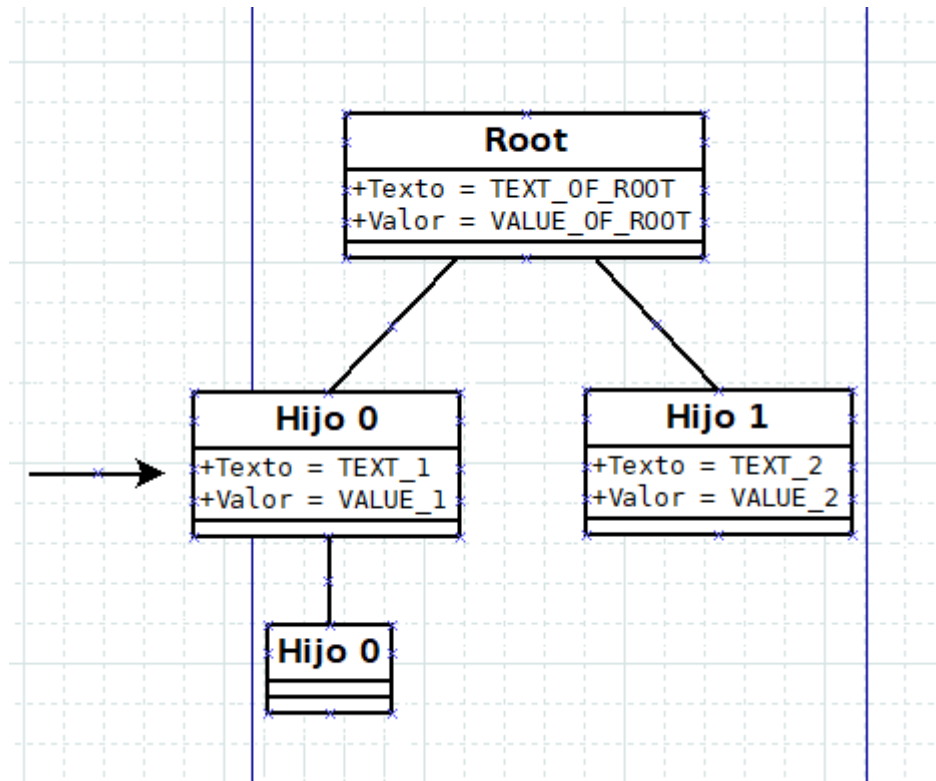 Root
+Texto = TEXT_OF_ROOT
+Valor = VALUE_OF_ROOT
Hijo 0
+Texto = TEXT_1
+Valor = VALUE_1
Hijo 1
+Texto = TEXT_2
+Valor = VALUE_2
Hijo 0